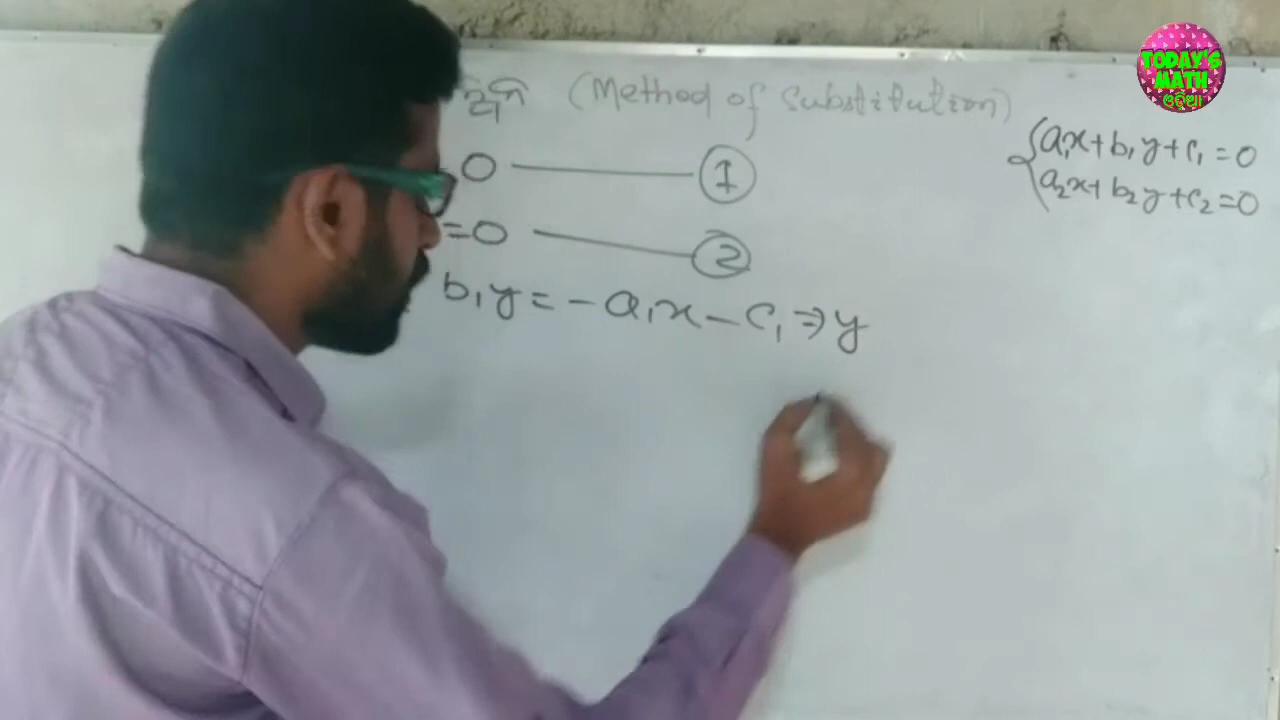 (Method of Substitution)
0 — ①
=0 — ②
b₁y = -a₁x - c₁ ⇒ y
a₁x + b₁y + c₁ = 0
a₂x + b₂y + c₂ = 0
TODAY'S
MATH
ଓଡ଼ିଆ